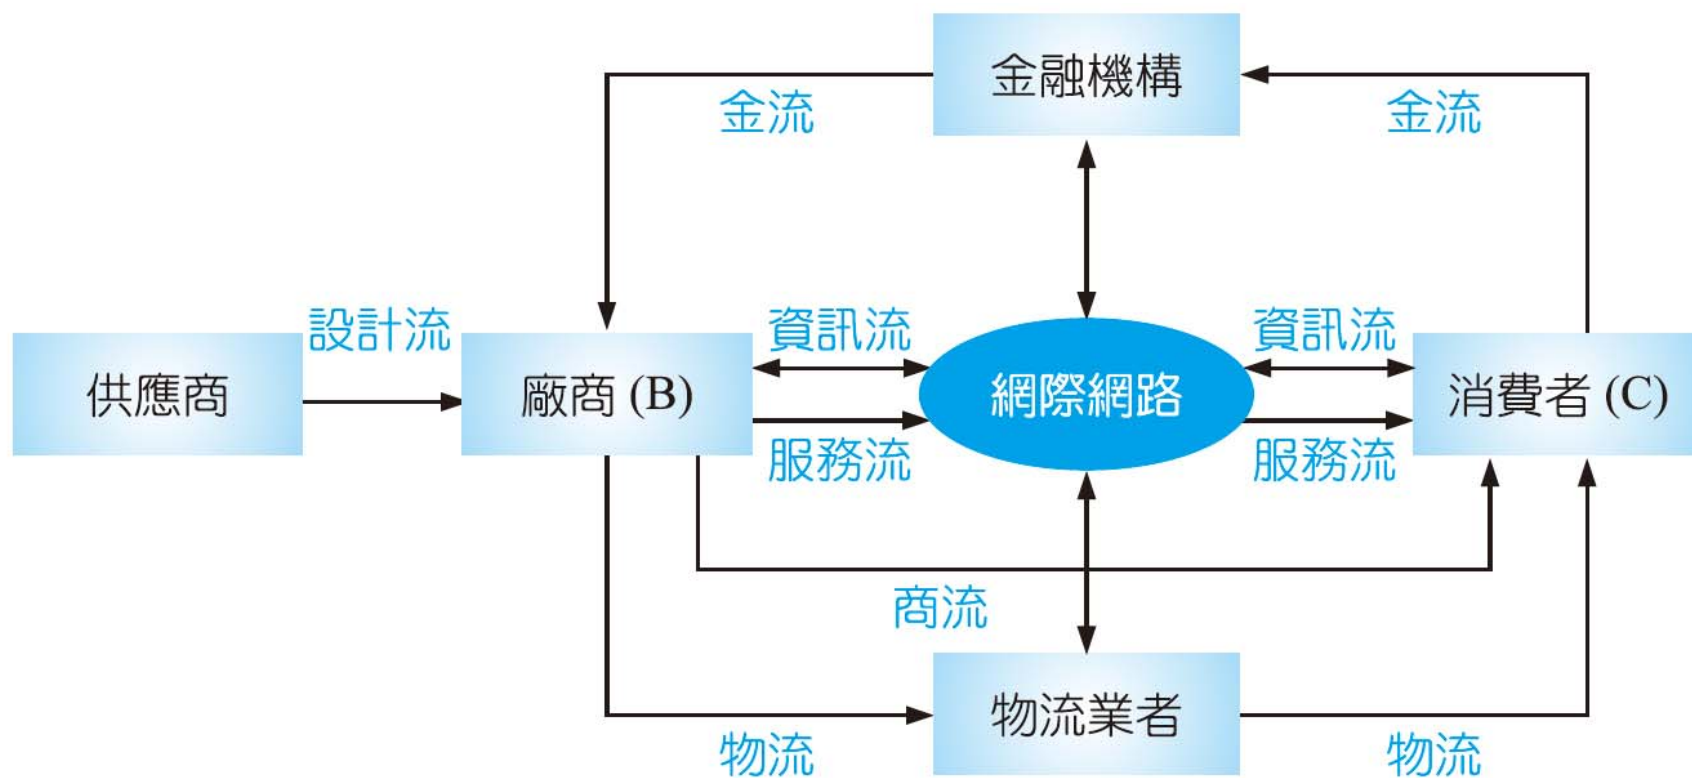 金融機構
金流
金流
設計流
資訊流
資訊流
供應商
廠商 (B)
網際網路
消費者 (C)
服務流
服務流
商流
物流業者
物流
物流